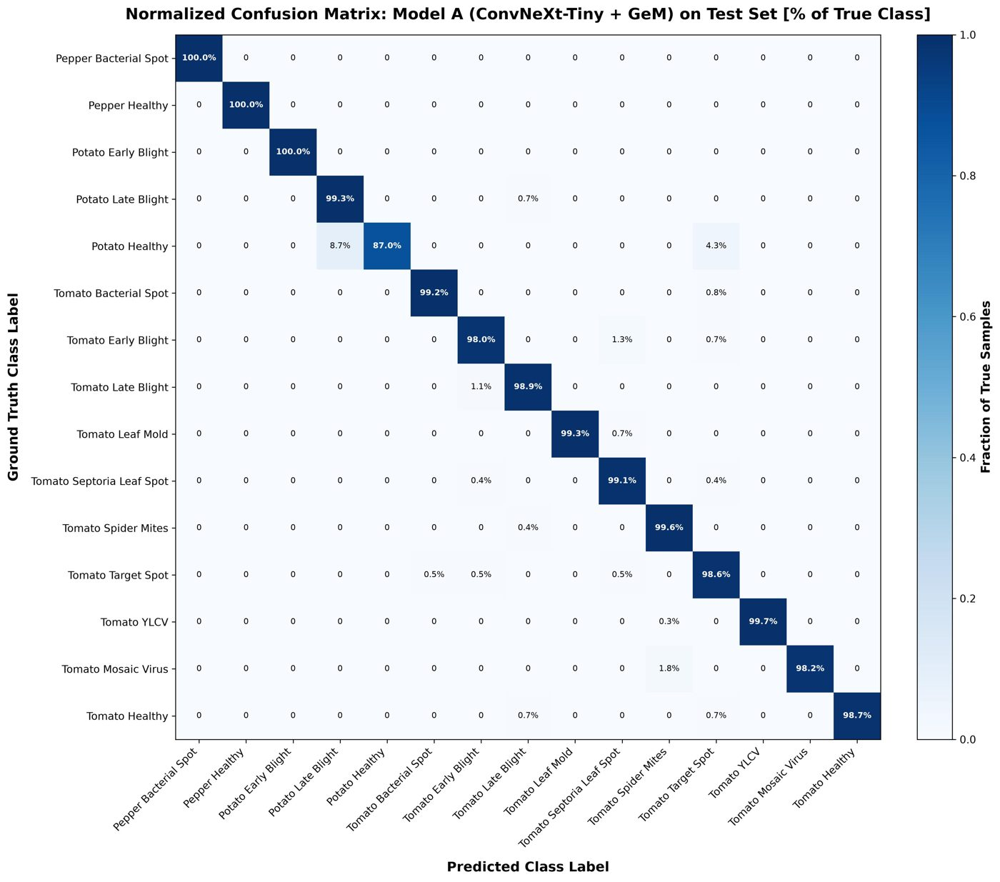 Normalized Confusion Matrix: Model A (ConvNeXt-Tiny + GeM) on Test Set [% of True Class]
Pepper Bacterial Spot 100.0% 0 0 0 0 0 0 0 0 0 0 0 0 0 0
Pepper Healthy 0 100.0% 0 0 0 0 0 0 0 0 0 0 0 0 0
Potato Early Blight 0 0 100.0% 0 0 0 0 0 0 0 0 0 0 0 0
Potato Late Blight 0 0 0 99.3% 0 0 0 0.7% 0 0 0 0 0 0 0
Potato Healthy 0 0 0 8.7% 87.0% 0 0 0 0 0 0 4.3% 0 0 0
Tomato Bacterial Spot 0 0 0 0 0 99.2% 0 0 0 0 0 0.8% 0 0 0
Tomato Early Blight 0 0 0 0 0 0 98.0% 0 0 1.3% 0 0.7% 0 0 0
Tomato Late Blight 0 0 0 0 0 0 1.1% 98.9% 0 0 0 0 0 0 0
Tomato Leaf Mold 0 0 0 0 0 0 0 0 99.3% 0.7% 0 0 0 0 0
Tomato Septoria Leaf Spot 0 0 0 0 0 0 0.4% 0 0 99.1% 0 0.4% 0 0 0
Tomato Spider Mites 0 0 0 0 0 0 0 0.4% 0 0 99.6% 0 0 0 0
Tomato Target Spot 0 0 0 0 0 0.5% 0.5% 0 0 0.5% 0 98.6% 0 0 0
Tomato YLCV 0 0 0 0 0 0 0 0 0 0 0.3% 0 99.7% 0 0
Tomato Mosaic Virus 0 0 0 0 0 0 0 0 0 0 1.8% 0 0 98.2% 0
Tomato Healthy 0 0 0 0 0 0 0 0.7% 0 0 0 0.7% 0 0 98.7%
Ground Truth Class Label
Pepper Bacterial Spot
Pepper Healthy
Potato Early Blight
Potato Late Blight
Potato Healthy
Tomato Bacterial Spot
Tomato Early Blight
Tomato Late Blight
Tomato Leaf Mold
Tomato Septoria Leaf Spot
Tomato Spider Mites
Tomato Target Spot
Tomato YLCV
Tomato Mosaic Virus
Tomato Healthy
Predicted Class Label
1.0
0.8
0.6
0.4
0.2
0.0
Fraction of True Samples